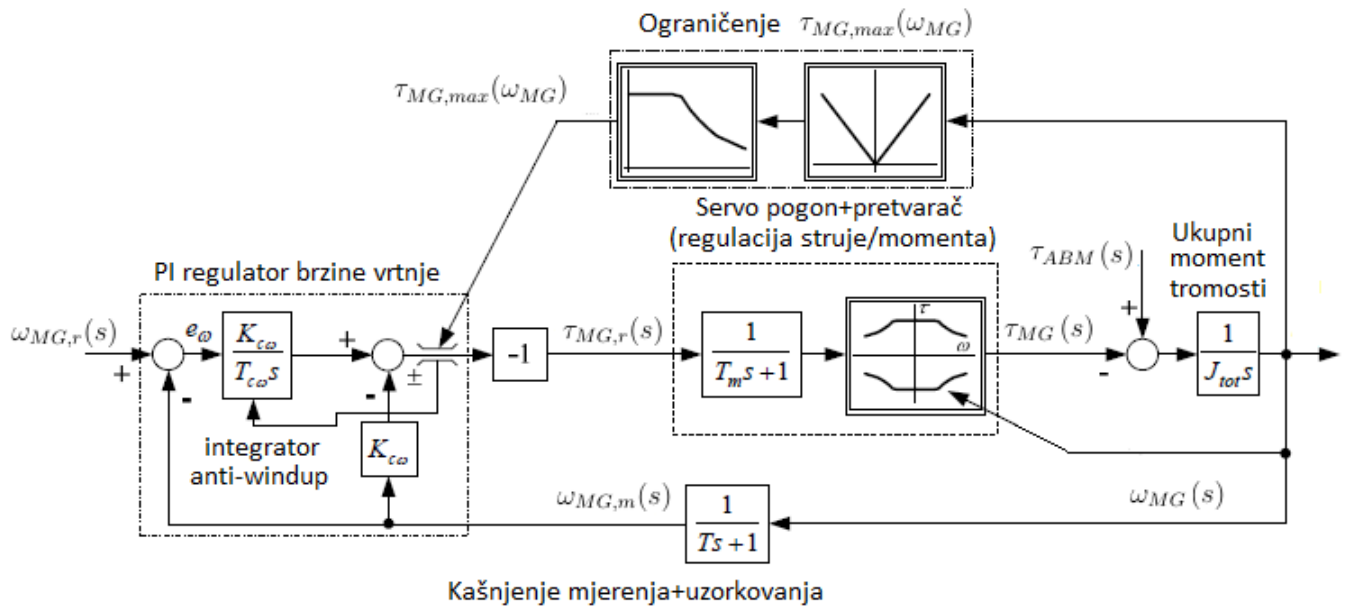 Ograničenje τ_{MG,max}(ω_{MG})
τ_{MG,max}(ω_{MG})
Servo pogon+pretvarač
(regulacija struje/momenta)
τ_{ABM}(s)
Ukupni
moment
tromosti
PI regulator brzine vrtnje
ω_{MG,r}(s)
+
-
e_ω
K_{cω}
T_{cω}s
+
-
±
-1
τ_{MG,r}(s)
1
T_m s+1
τ
ω
τ_{MG}(s)
+
-
1
J_{tot}s
integrator
anti-windup
K_{cω}
ω_{MG,m}(s)
1
Ts+1
ω_{MG}(s)
Kašnjenje mjerenja+uzorkovanja